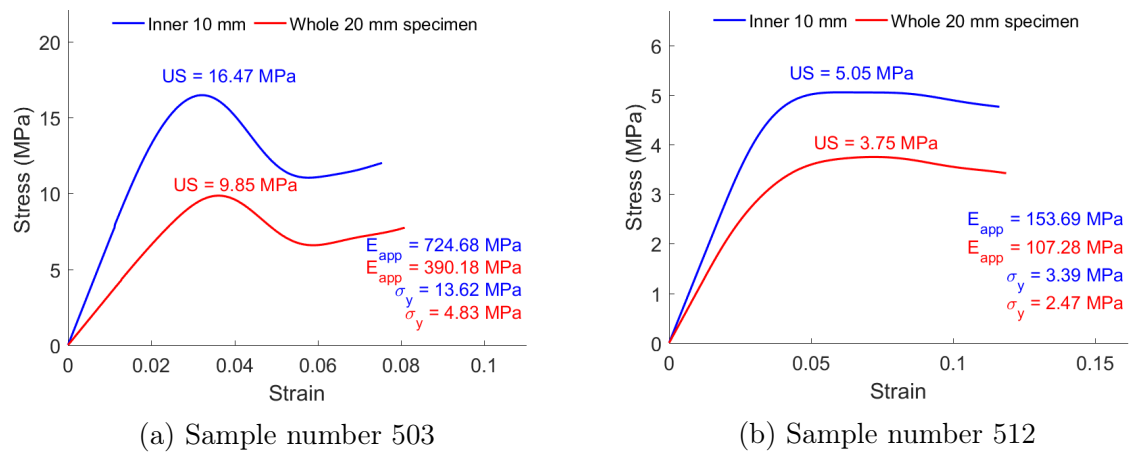 Inner 10 mm Whole 20 mm specimen
20
15
10
5
0
Stress (MPa)
US = 16.47 MPa
US = 9.85 MPa
E_app = 724.68 MPa
E_app = 390.18 MPa
σ_y = 13.62 MPa
σ_y = 4.83 MPa
0 0.02 0.04 0.06 0.08 0.1
Strain
(a) Sample number 503
Inner 10 mm Whole 20 mm specimen
6
5
4
3
2
1
0
Stress (MPa)
US = 5.05 MPa
US = 3.75 MPa
E_app = 153.69 MPa
E_app = 107.28 MPa
σ_y = 3.39 MPa
σ_y = 2.47 MPa
0 0.05 0.1 0.15
Strain
(b) Sample number 512